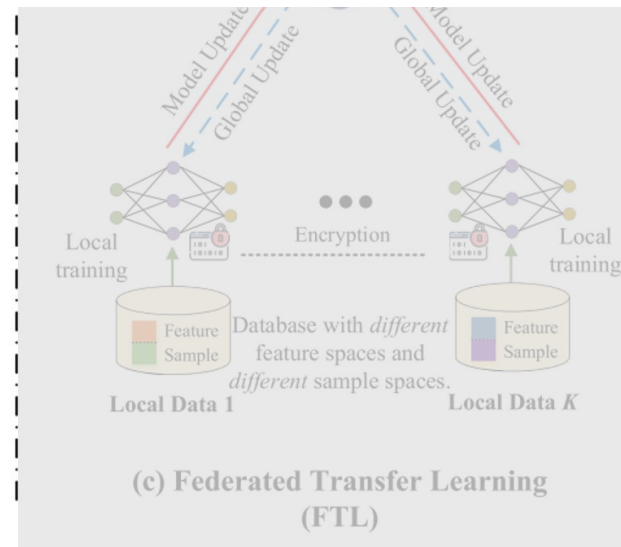 Model Update
Global Update
Global Update
Model Update
Local
training
Encryption
Local
training
Feature
Sample
Database with different
feature spaces and
different sample spaces.
Feature
Sample
Local Data 1
Local Data K
(c) Federated Transfer Learning
(FTL)